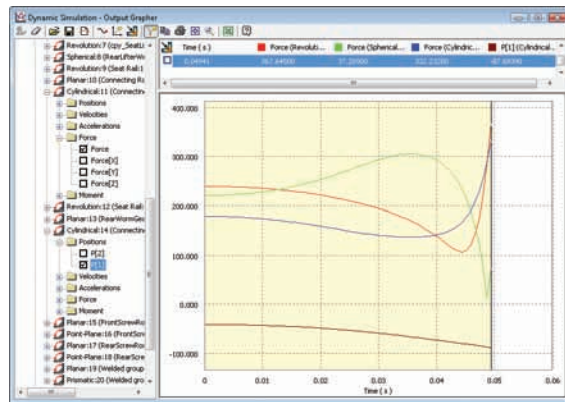 Dynamic Simulation - Output Grapher
Revolution:7 (cpy_SeatLi
Spherical:8 (RearLifterW
Revolution:9 (Seat Rail:1
Planar:10 (Connecting R
Cylindrical:11 (Connectin
Positions
Velocities
Accelerations
Force
Force
Force[X]
Force[Y]
Force[Z]
Moment
Revolution:12 (Seat Rail
Planar:13 (RearWormGe
Cylindrical:14 (Connectin
Positions
P[Z]
P[1]
Velocities
Accelerations
Force
Moment
Planar:15 (FrontScrewRo
Point-Plane:16 (FrontScr
Planar:17 (RearScrewRo
Point-Plane:18 (RearScre
Planar:19 (Welded group
Prismatic:20 (Welded gro
Time ( s ) Force (Revoluti... Force (Spherical... Force (Cylindric... P[1] (Cylindrical...
400.000
300.000
200.000
100.000
0.000
-100.000
0 0.01 0.02 0.03 0.04 0.05 0.06
Time ( s )